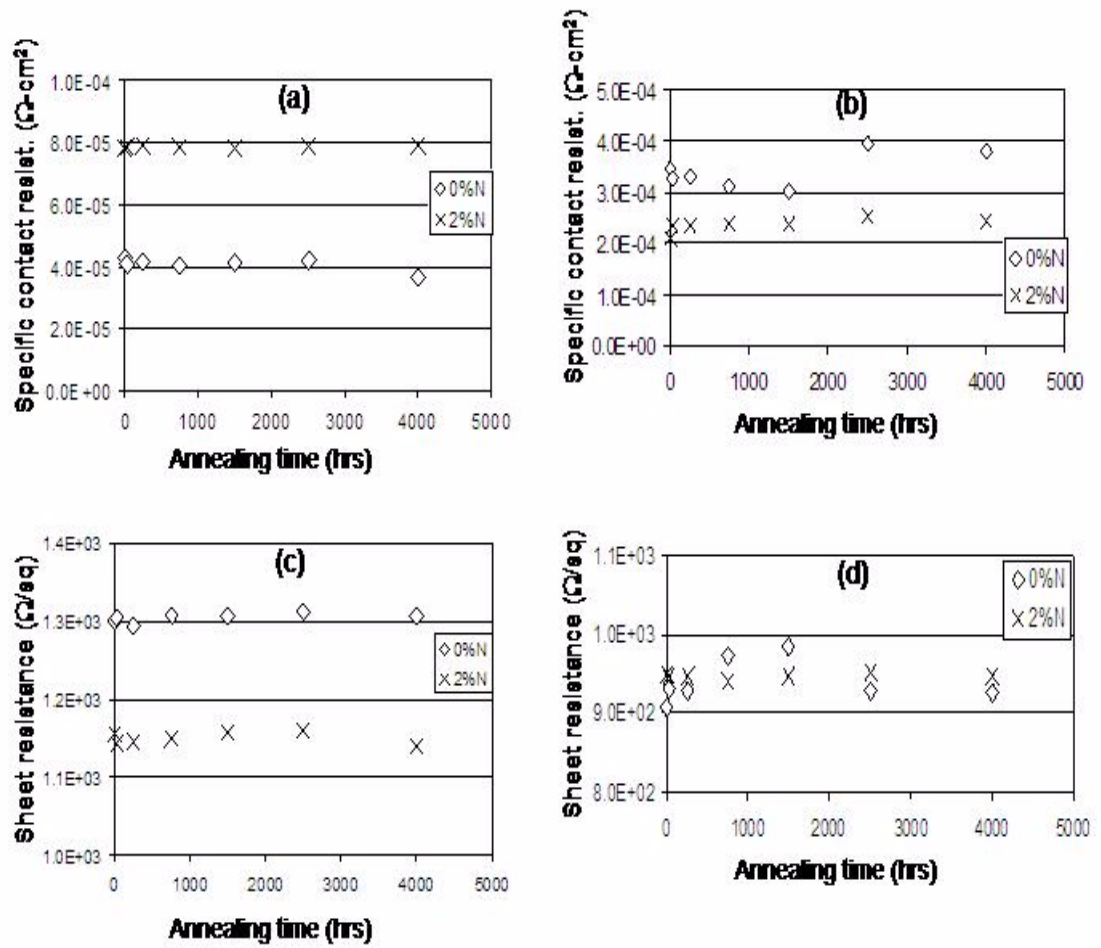 (a)
Specific contact resist. (Ω-cm²)
1.0E-04
8.0E-05
6.0E-05
4.0E-05
2.0E-05
0.0E+00
0 1000 2000 3000 4000 5000
Annealing time (hrs)
0%N
2%N
(b)
Specific contact resist. (Ω-cm²)
5.0E-04
4.0E-04
3.0E-04
2.0E-04
1.0E-04
0.0E+00
0 1000 2000 3000 4000 5000
Annealing time (hrs)
0%N
2%N
(c)
Sheet resistance (Ω/sq)
1.4E+03
1.3E+03
1.2E+03
1.1E+03
1.0E+03
0 1000 2000 3000 4000 5000
Annealing time (hrs)
0%N
2%N
(d)
Sheet resistance (Ω/sq)
1.1E+03
1.0E+03
9.0E+02
8.0E+02
0 1000 2000 3000 4000 5000
Annealing time (hrs)
0%N
2%N